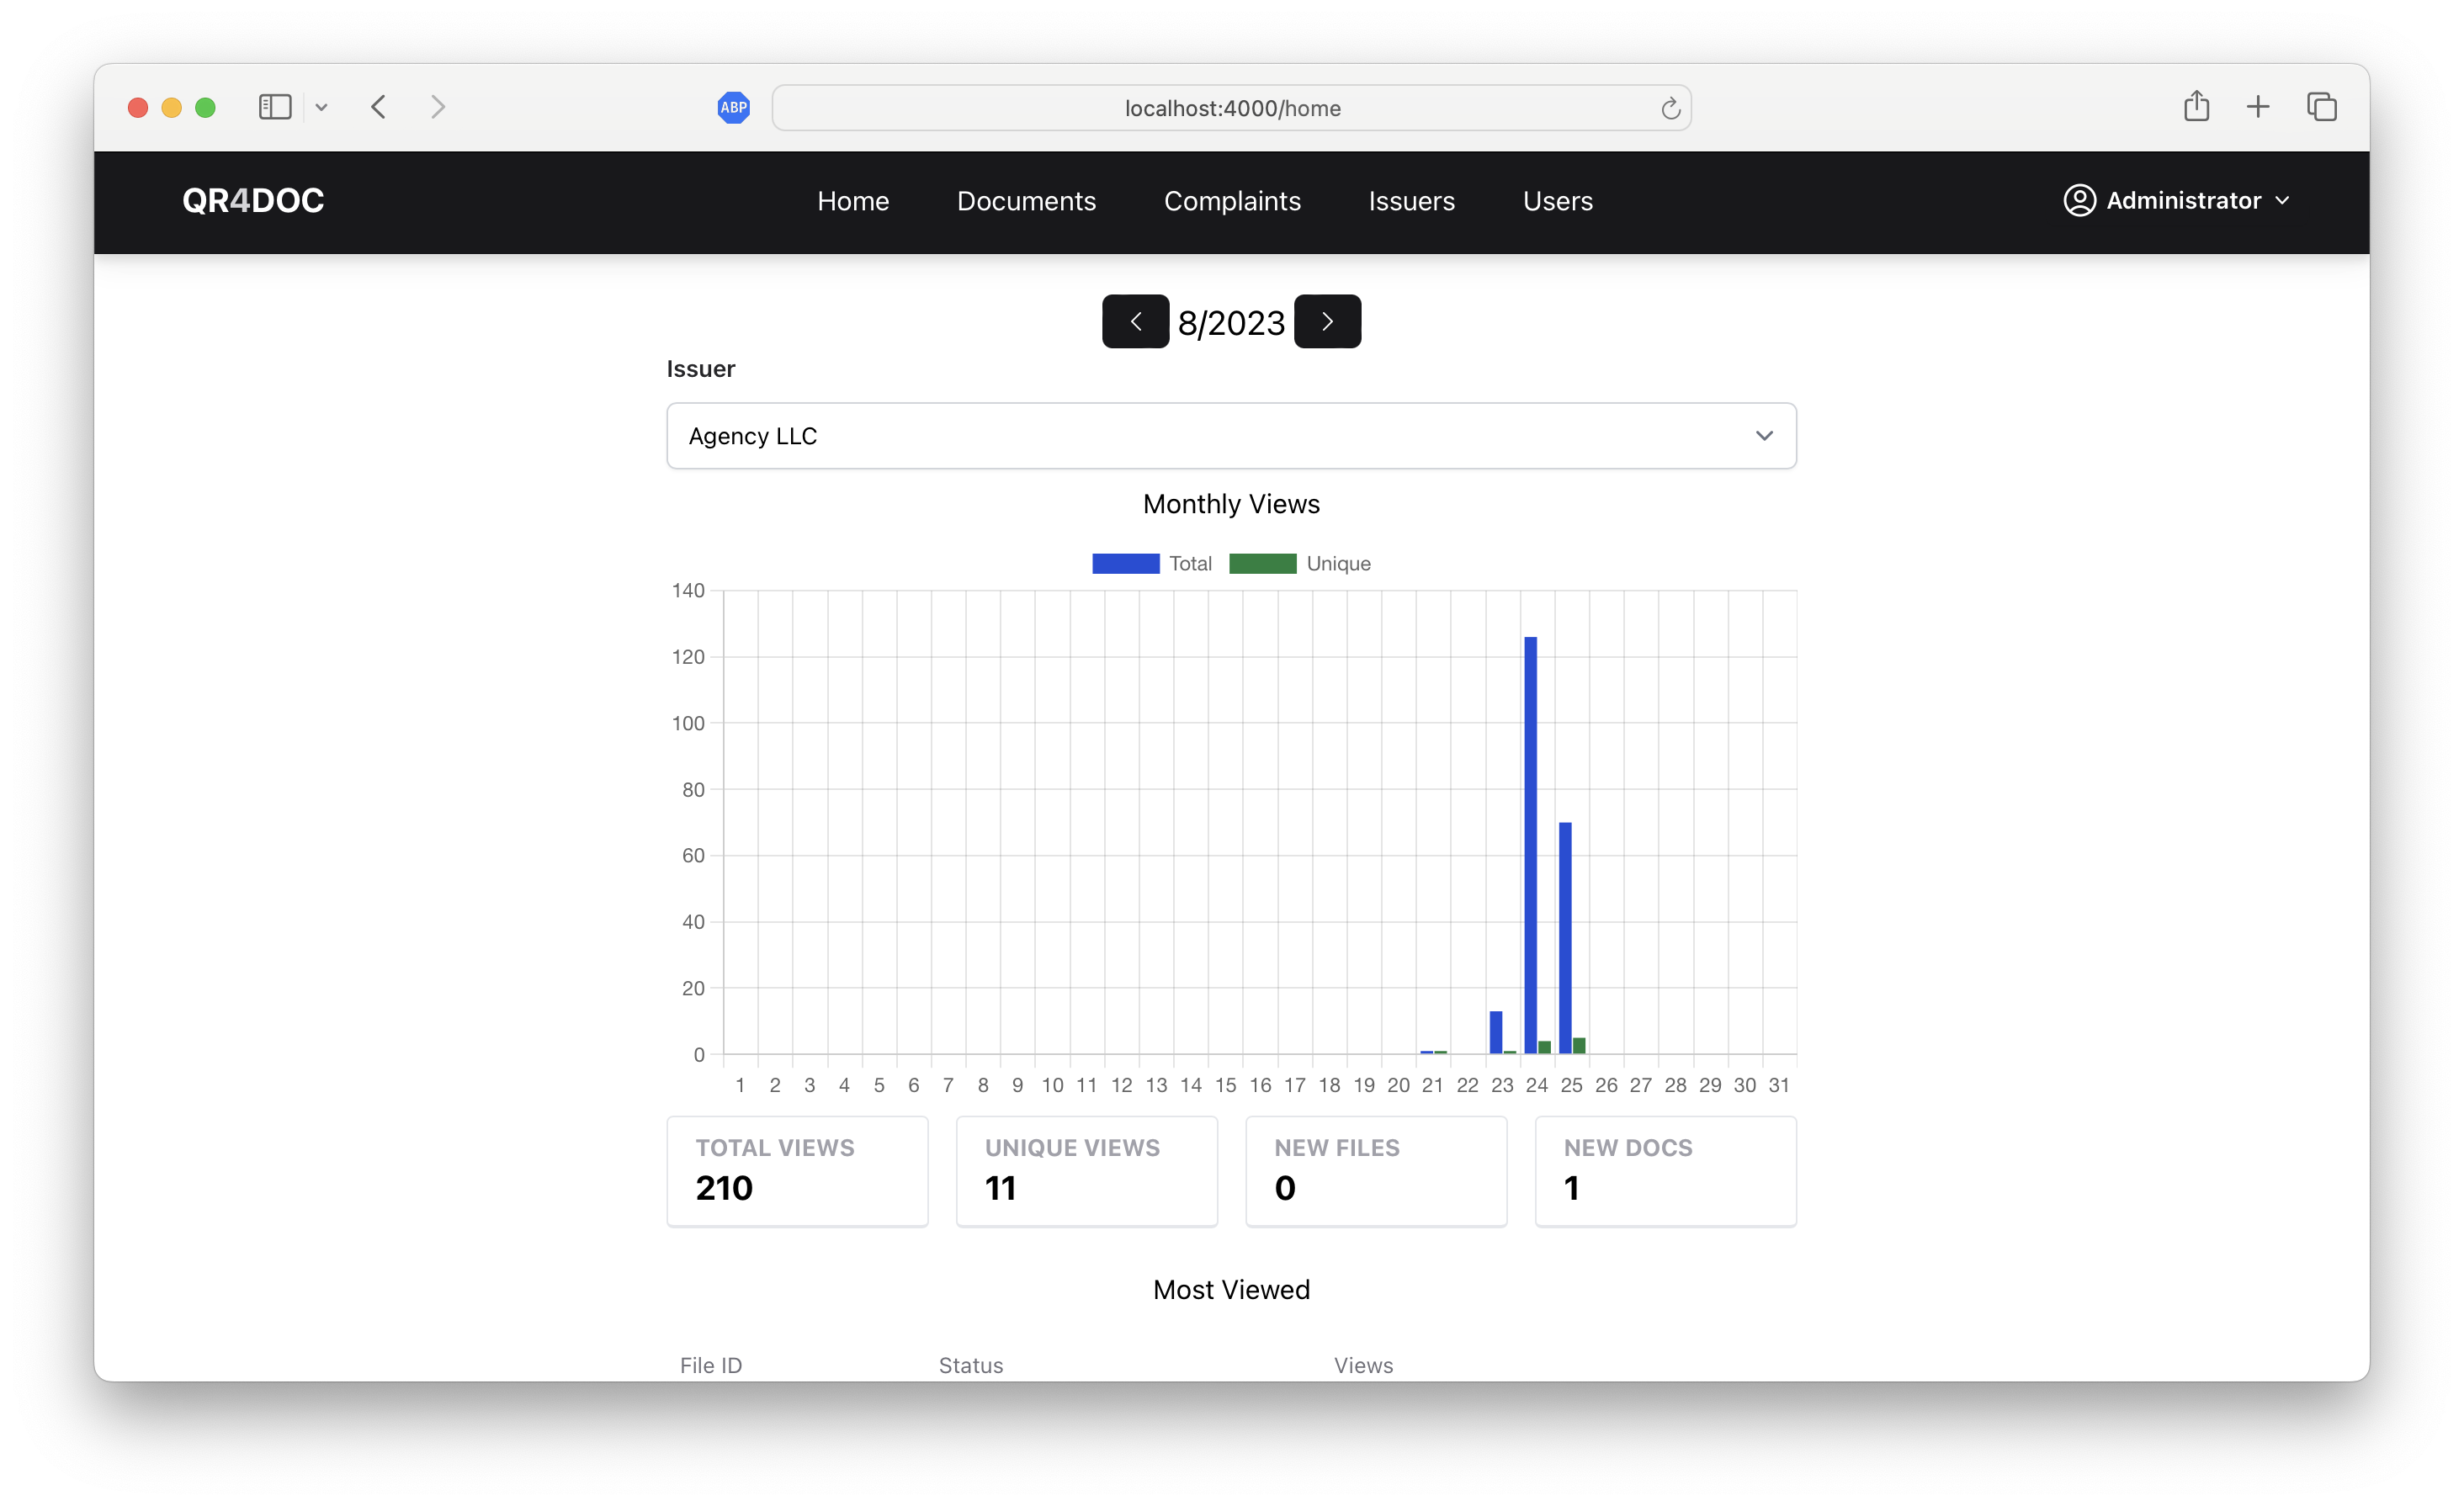 ABP
localhost:4000/home
QR4DOC
Home Documents Complaints Issuers Users
Administrator
8/2023
Issuer
Agency LLC
Monthly Views
Total Unique
140
120
100
80
60
40
20
0
1 2 3 4 5 6 7 8 9 10 11 12 13 14 15 16 17 18 19 20 21 22 23 24 25 26 27 28 29 30 31
TOTAL VIEWS UNIQUE VIEWS NEW FILES NEW DOCS
210 11 0 1
Most Viewed
File ID Status Views